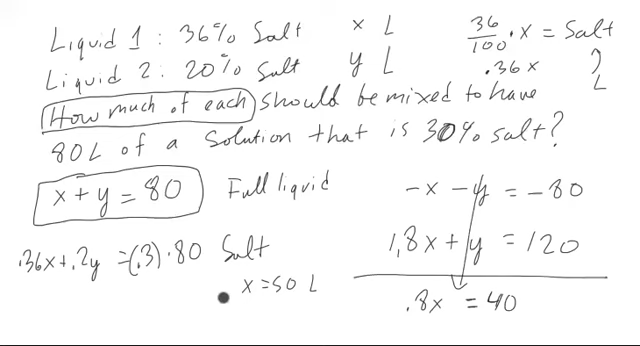 Liquid 1: 36% Salt x L 36/100 · x = Salt
Liquid 2: 20% Salt y L .36x L
How much of each should be mixed to have
80L of a solution that is 30% salt?
x + y = 80 Full liquid -x - y = -80
.36x + .2y = (.3) · 80 Salt 1.8x + y = 120
x = 50 L .8x = 40